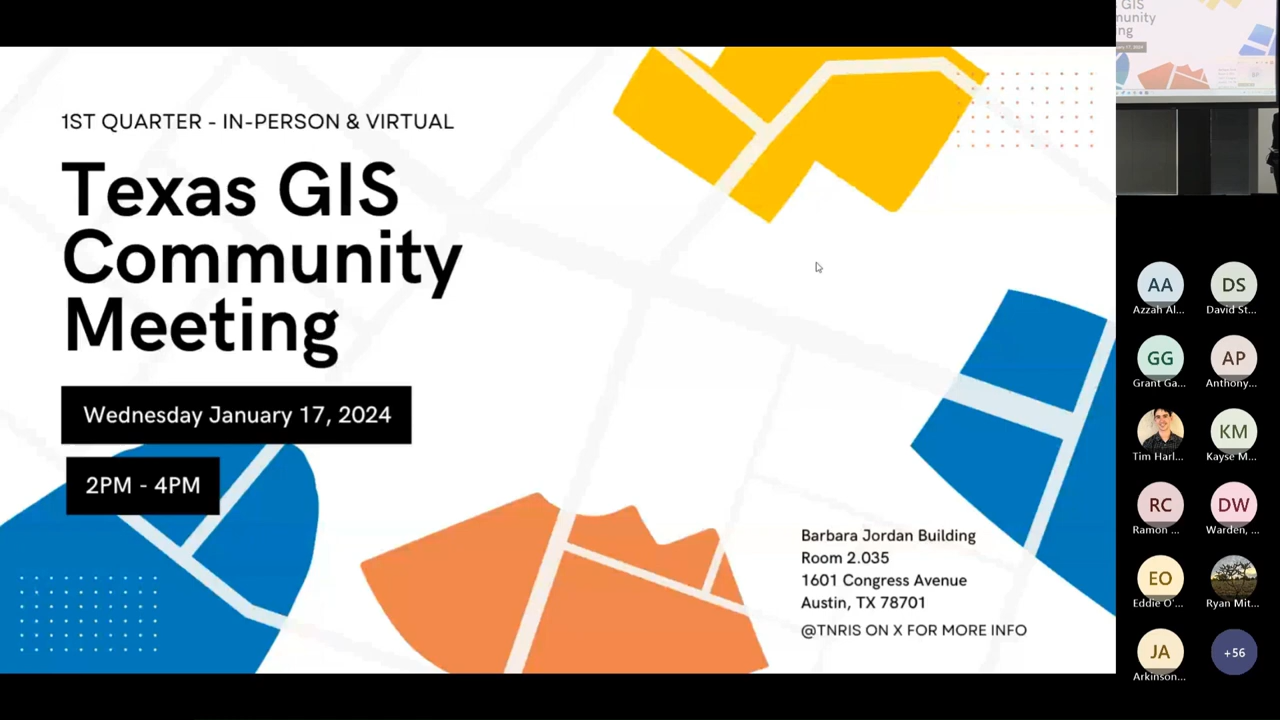 1ST QUARTER - IN-PERSON & VIRTUAL
Texas GIS
Community
Meeting
Wednesday January 17, 2024
2PM - 4PM
Barbara Jordan Building
Room 2.035
1601 Congress Avenue
Austin, TX 78701
@TNRIS ON X FOR MORE INFO
GIS
AA
DS
Azzah Al...
David St...
GG
AP
Grant Ga...
Anthony...
KM
Tim Harl...
Kayse M...
RC
DW
Ramon ...
Warden, ...
EO
Eddie O'...
Ryan Mit...
JA
+56
Arkinson...